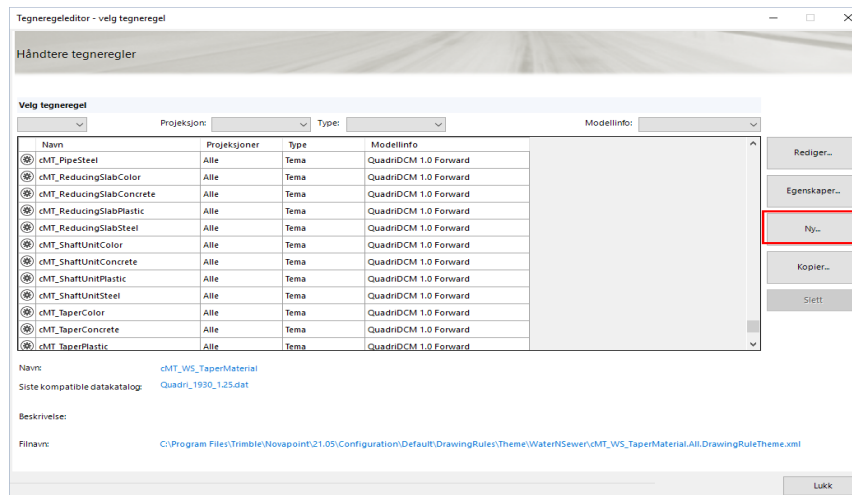 Tegneregeleditor - velg tegneregel
Håndtere tegneregler
Velg tegneregel
Projeksjon: Type: Modellinfo:
Navn Projeksjoner Type Modellinfo
cMT_PipeSteel Alle Tema QuadriDCM 1.0 Forward
cMT_ReducingSlabColor Alle Tema QuadriDCM 1.0 Forward
cMT_ReducingSlabConcrete Alle Tema QuadriDCM 1.0 Forward
cMT_ReducingSlabPlastic Alle Tema QuadriDCM 1.0 Forward
cMT_ReducingSlabSteel Alle Tema QuadriDCM 1.0 Forward
cMT_ShaftUnitColor Alle Tema QuadriDCM 1.0 Forward
cMT_ShaftUnitConcrete Alle Tema QuadriDCM 1.0 Forward
cMT_ShaftUnitPlastic Alle Tema QuadriDCM 1.0 Forward
cMT_ShaftUnitSteel Alle Tema QuadriDCM 1.0 Forward
cMT_TaperColor Alle Tema QuadriDCM 1.0 Forward
cMT_TaperConcrete Alle Tema QuadriDCM 1.0 Forward
cMT_TaperPlastic Alle Tema QuadriDCM 1.0 Forward
Rediger...
Egenskaper...
Ny...
Kopier...
Slett
Navn: cMT_WS_TaperMaterial
Siste kompatible datakatalog: Quadri_1930_1.25.dat
Beskrivelse:
Filnavn: C:\Program Files\Trimble\Novapoint\21.05\Configuration\Default\DrawingRules\Theme\WaterNSewer\cMT_WS_TaperMaterial.All.DrawingRuleTheme.xml
Lukk